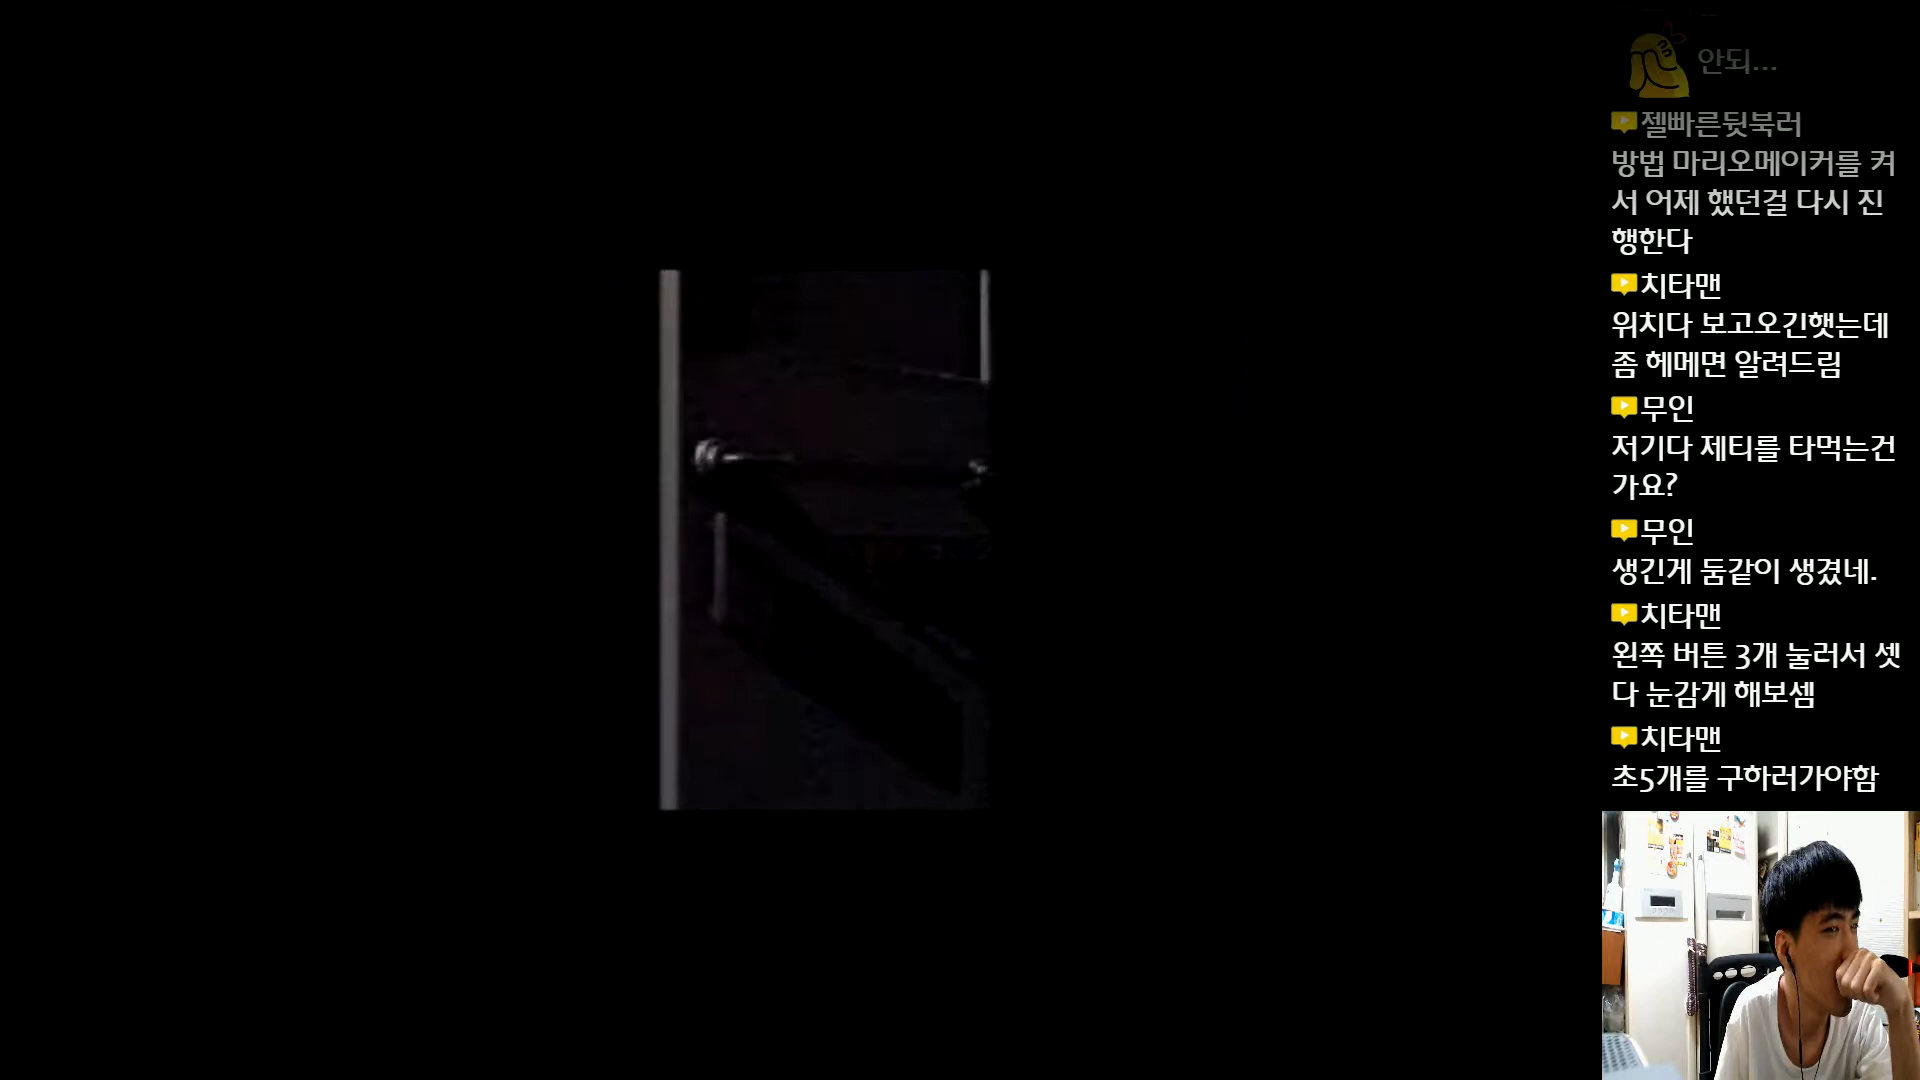 안되...
젤빠른뒷북러
방법 마리오메이커를 켜
서 어제 했던걸 다시 진
행한다
치타맨
위치다 보고오긴햇는데
좀 헤메면 알려드림
무인
저기다 제티를 타먹는건
가요?
무인
생긴게 둠같이 생겼네.
치타맨
왼쪽 버튼 3개 눌러서 셋
다 눈감게 해보셈
치타맨
초5개를 구하러가야함